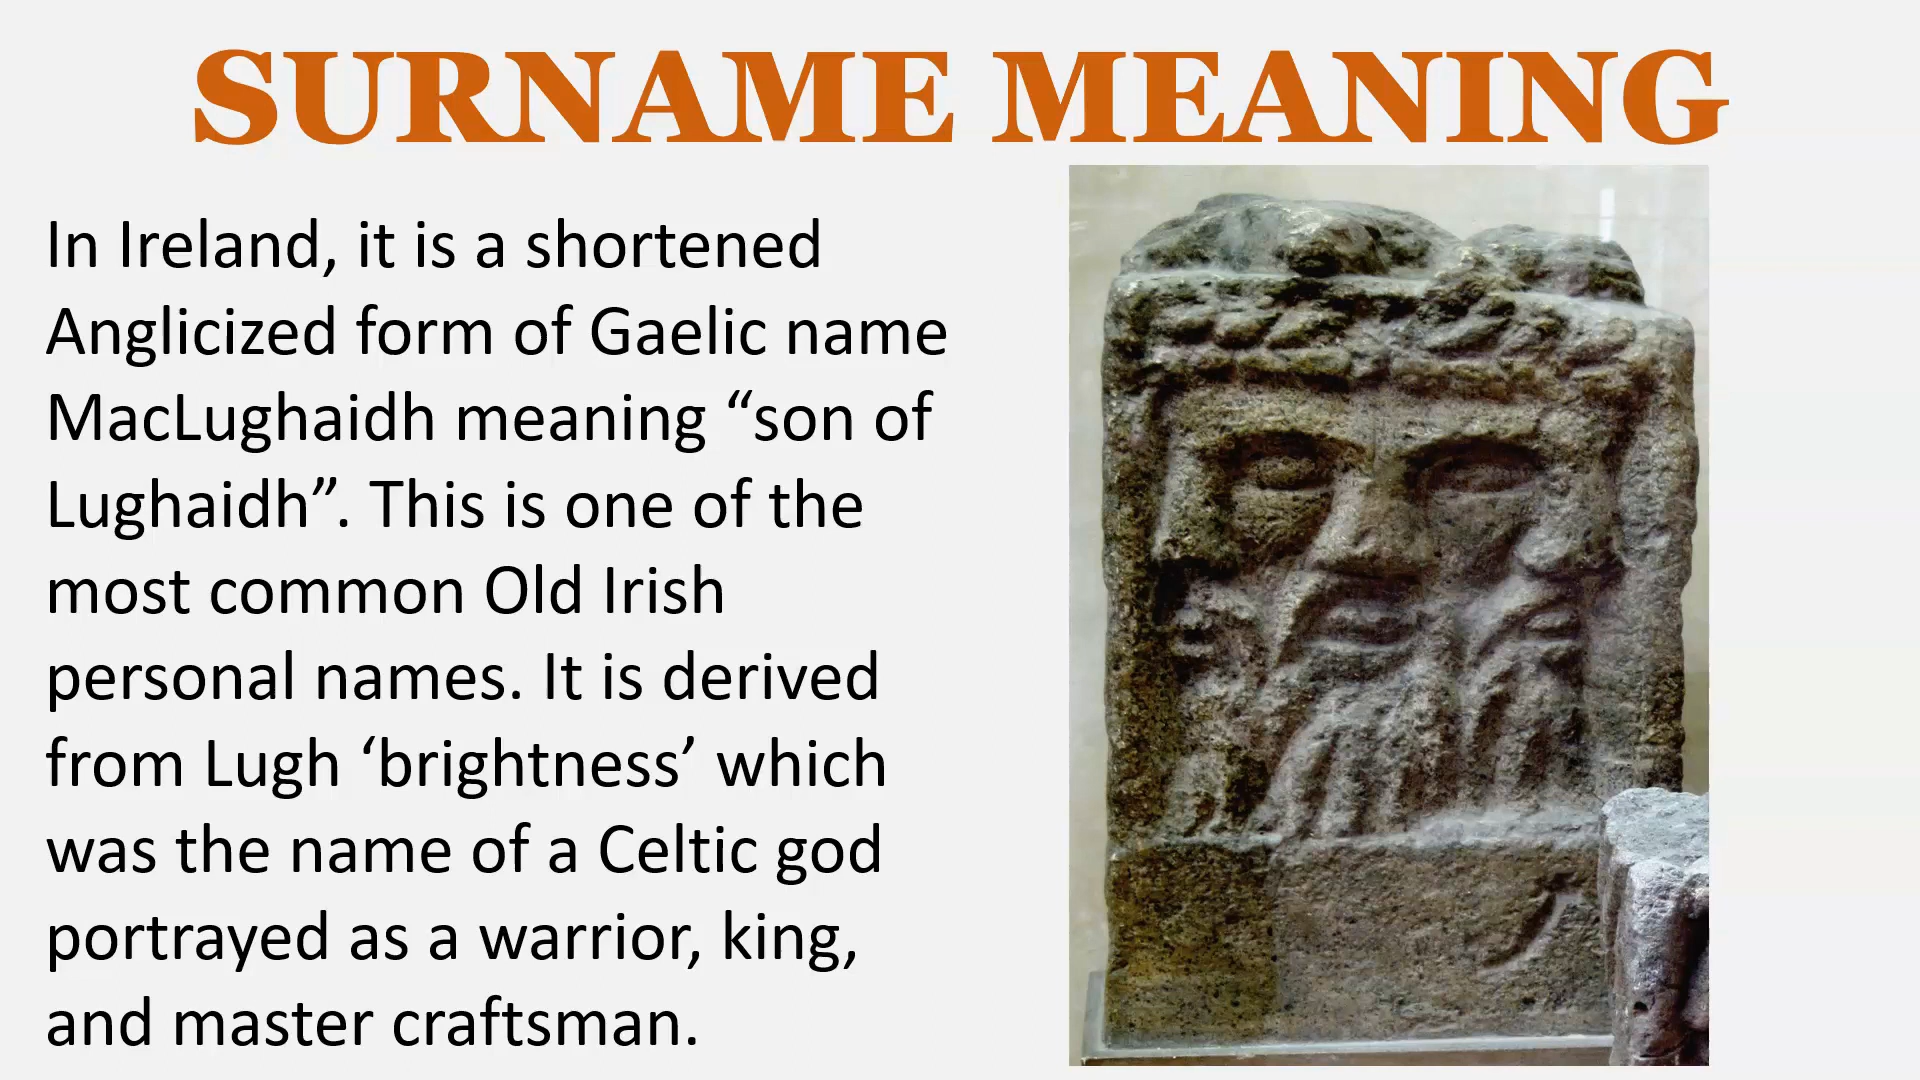 SURNAME MEANING
In Ireland, it is a shortened
Anglicized form of Gaelic name
MacLughaidh meaning “son of
Lughaidh”. This is one of the
most common Old Irish
personal names. It is derived
from Lugh ‘brightness’ which
was the name of a Celtic god
portrayed as a warrior, king,
and master craftsman.